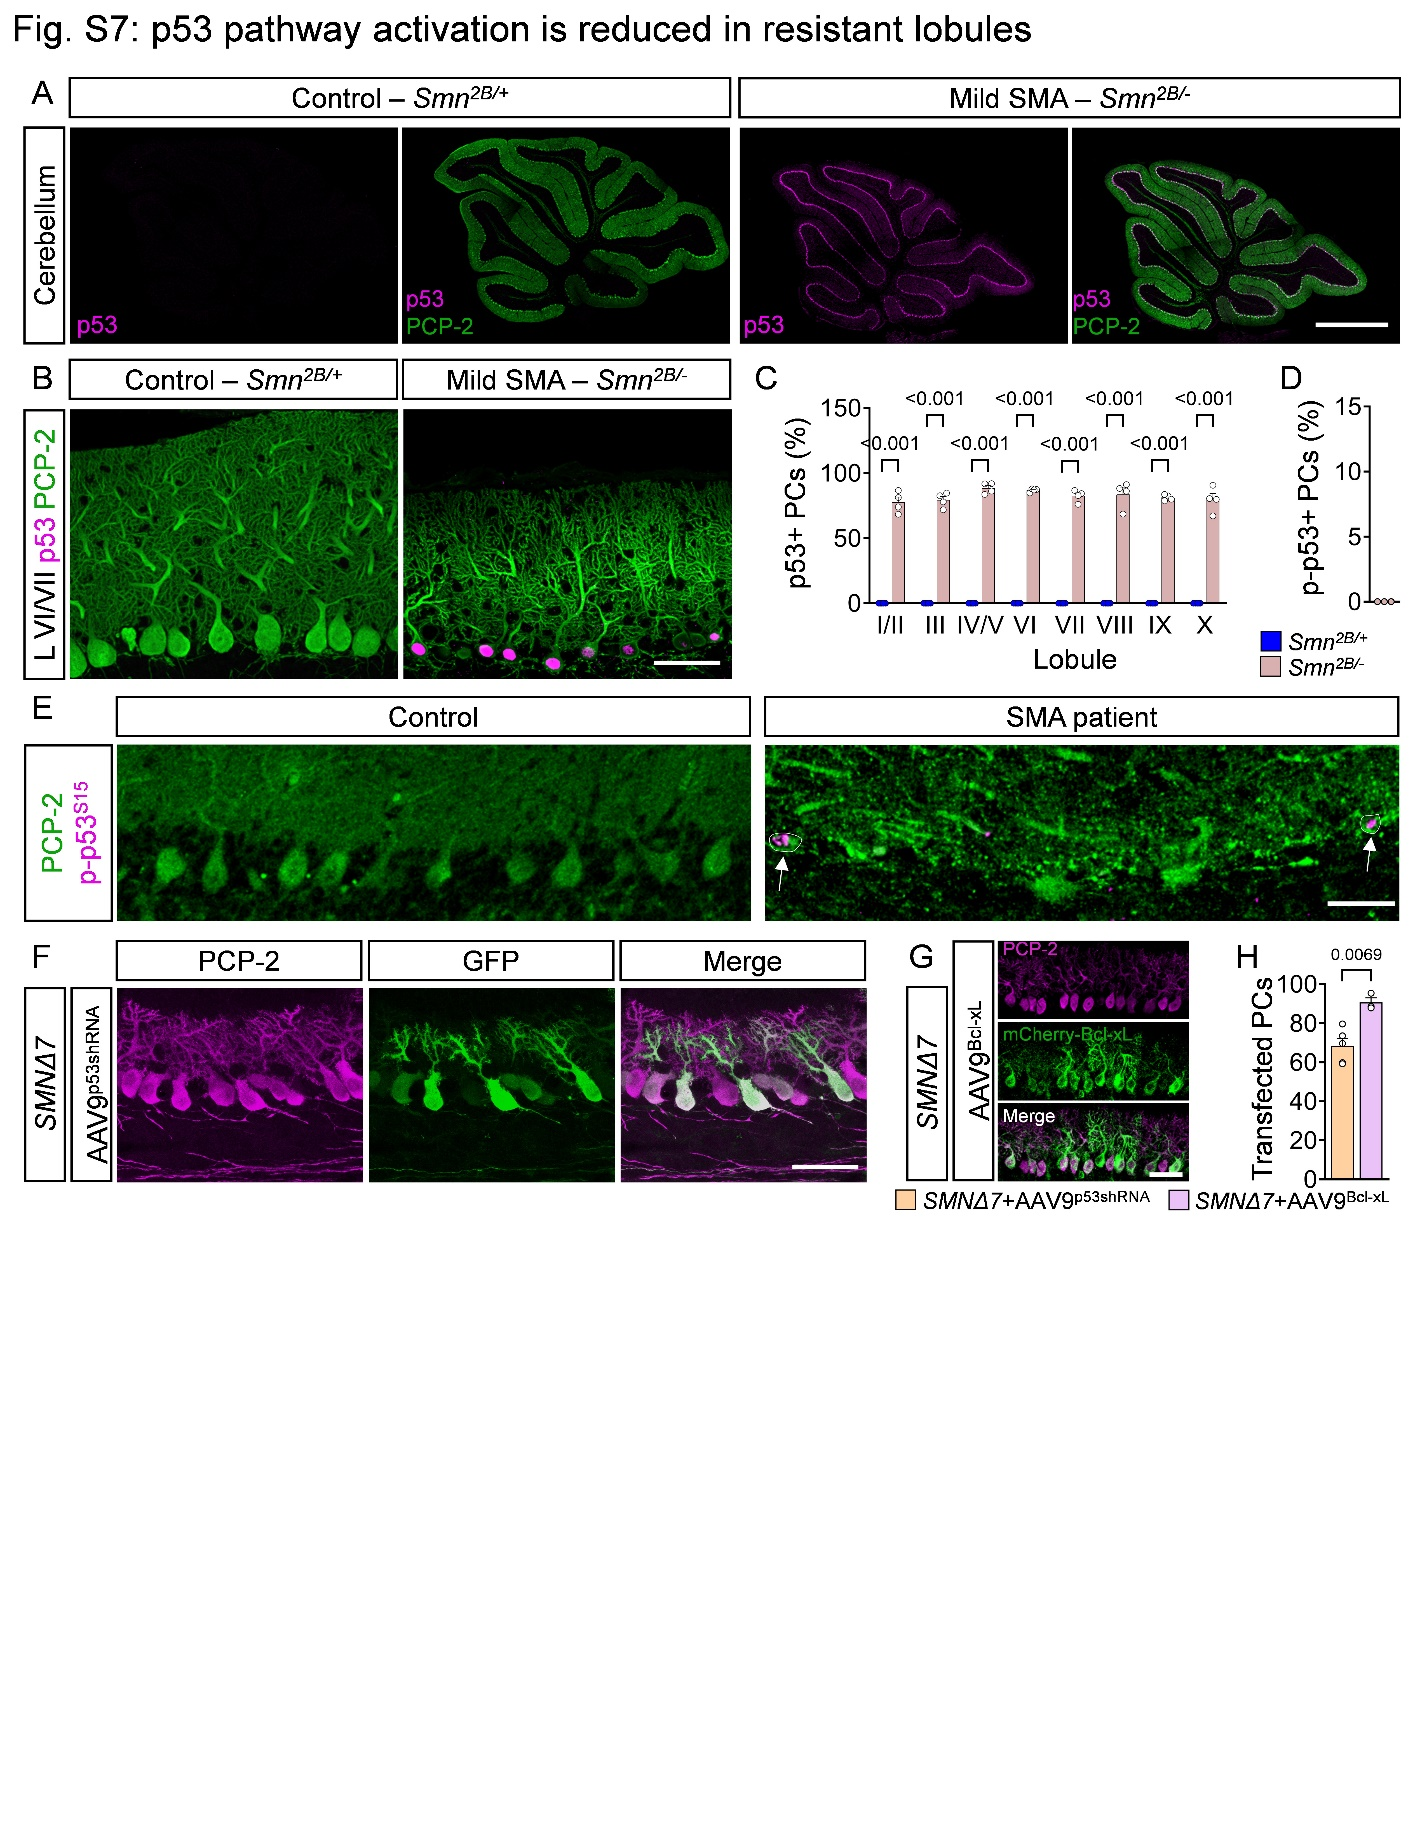 Fig. S7: p53 pathway activation is reduced in resistant lobules
A
Control – Smn2B/+
Mild SMA – Smn2B/-
Cerebellum
p53
p53
PCP-2
p53
p53
PCP-2
B
Control – Smn2B/+
Mild SMA – Smn2B/-
L VI/VII p53 PCP-2
C
p53+ PCs (%)
150
100
50
0
<0.001
<0.001
<0.001
<0.001
<0.001
<0.001
<0.001
<0.001
I/II III IV/V VI VII VIII IX X
Lobule
D
p-p53+ PCs (%)
15
10
5
0
Smn2B/+
Smn2B/-
E
Control
SMA patient
PCP-2
p-p53S15
F
PCP-2
GFP
Merge
SMNΔ7
AAV9p53shRNA
G
SMNΔ7
AAV9Bcl-xL
PCP-2
mCherry-Bcl-xL
Merge
H
0.0069
Transfected PCs
100
80
60
40
20
0
SMNΔ7+AAV9p53shRNA
SMNΔ7+AAV9Bcl-xL